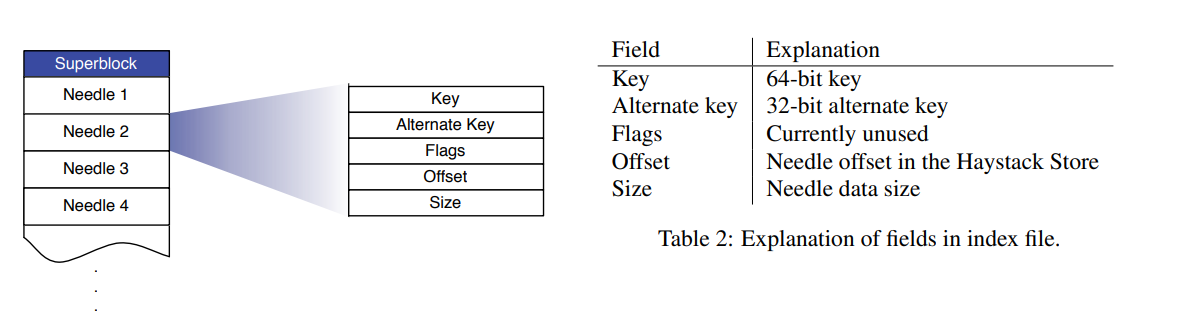 Superblock
Needle 1
Needle 2
Needle 3
Needle 4
.
.
.
Key
Alternate Key
Flags
Offset
Size
Field Explanation
Key 64-bit key
Alternate key 32-bit alternate key
Flags Currently unused
Offset Needle offset in the Haystack Store
Size Needle data size
Table 2: Explanation of fields in index file.